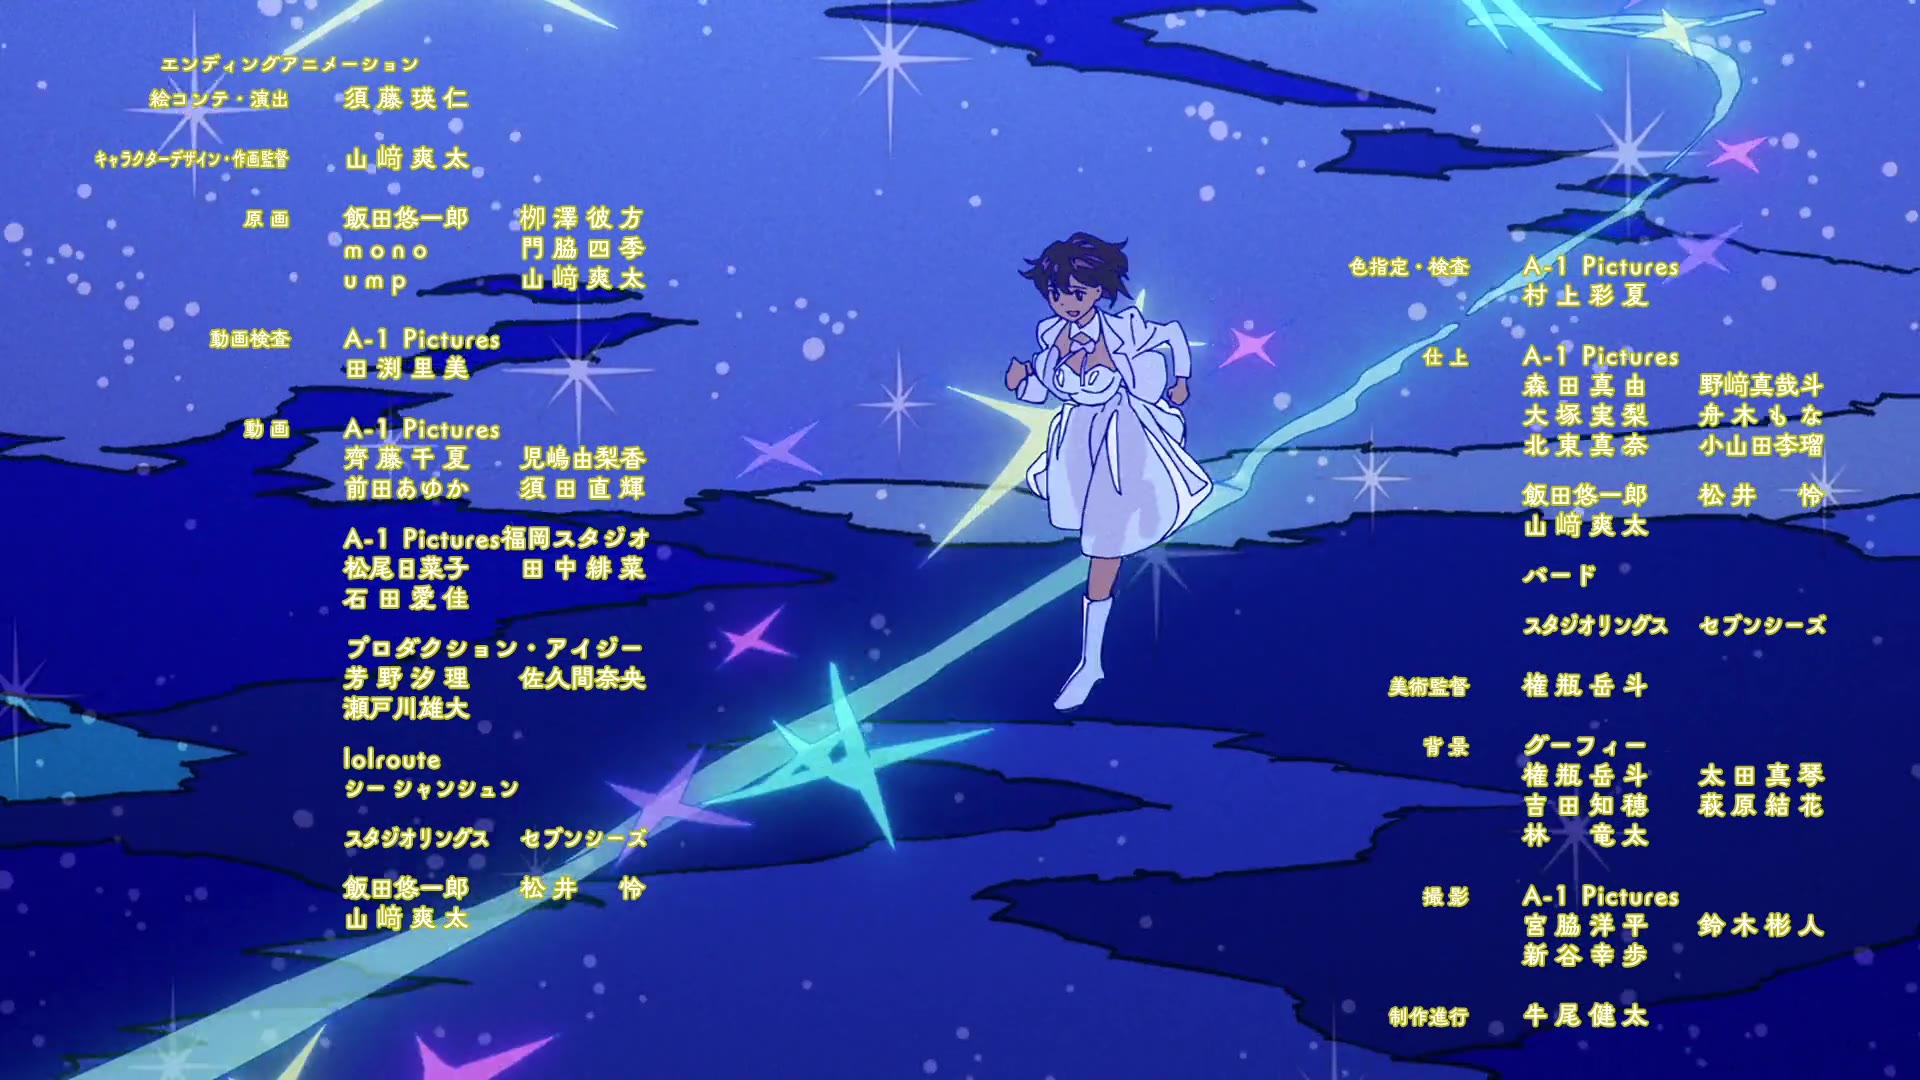 エンディングアニメーション
絵コンテ・演出 須藤瑛仁
キャラクターデザイン・作画監督 山﨑爽太
原画 飯田悠一郎 栁澤彼方
mono 門脇四季
ump 山﨑爽太
動画検査 A-1 Pictures
田渕里美
動画 A-1 Pictures
齊藤千夏 児嶋由梨香
前田あゆか 須田直輝
A-1 Pictures福岡スタジオ
松尾日菜子 田中緋菜
石田愛佳
プロダクション・アイジー
芳野汐理 佐久間奈央
瀬戸川雄大
lolroute
シー シャンシュン
スタジオリングス セブンシーズ
飯田悠一郎 松井 怜
山﨑爽太
色指定・検査 A-1 Pictures
村上彩夏
仕上 A-1 Pictures
森田真由 野﨑真哉斗
大塚実梨 舟木もな
北東真奈 小山田李瑠
飯田悠一郎 松井 怜
山﨑爽太
バード
スタジオリングス セブンシーズ
美術監督 権瓶岳斗
背景 グーフィー
権瓶岳斗 太田真琴
吉田知穂 萩原結花
林 竜太
撮影 A-1 Pictures
宮脇洋平 鈴木彬人
新谷幸歩
制作進行 牛尾健太